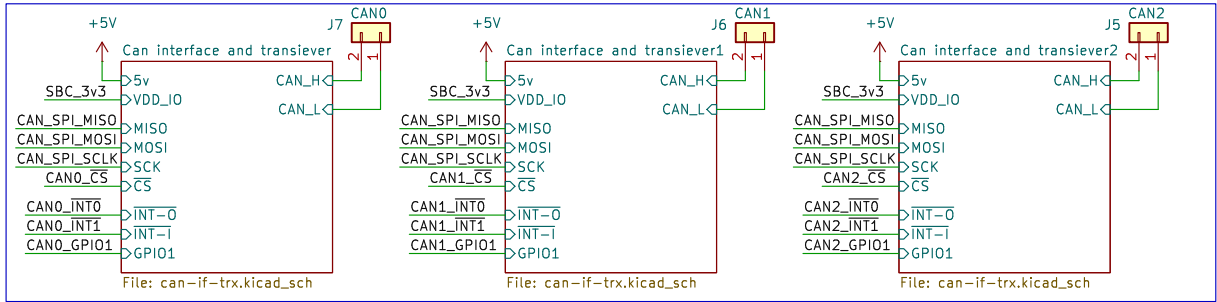 +5V
J7
CAN0
2
1
Can interface and transiever
5v
CAN_H
SBC_3v3
VDD_IO
CAN_L
CAN_SPI_MISO
MISO
CAN_SPI_MOSI
MOSI
CAN_SPI_SCLK
SCK
CAN0_CS
CS
CAN0_INT0
INT-O
CAN0_INT1
INT-I
CAN0_GPIO1
GPIO1
File: can-if-trx.kicad_sch
+5V
J6
CAN1
2
1
Can interface and transiever1
5v
CAN_H
SBC_3v3
VDD_IO
CAN_L
CAN_SPI_MISO
MISO
CAN_SPI_MOSI
MOSI
CAN_SPI_SCLK
SCK
CAN1_CS
CS
CAN1_INT0
INT-O
CAN1_INT1
INT-I
CAN1_GPIO1
GPIO1
File: can-if-trx.kicad_sch
+5V
J5
CAN2
2
1
Can interface and transiever2
5v
CAN_H
SBC_3v3
VDD_IO
CAN_L
CAN_SPI_MISO
MISO
CAN_SPI_MOSI
MOSI
CAN_SPI_SCLK
SCK
CAN2_CS
CS
CAN2_INT0
INT-O
CAN2_INT1
INT-I
CAN2_GPIO1
GPIO1
File: can-if-trx.kicad_sch